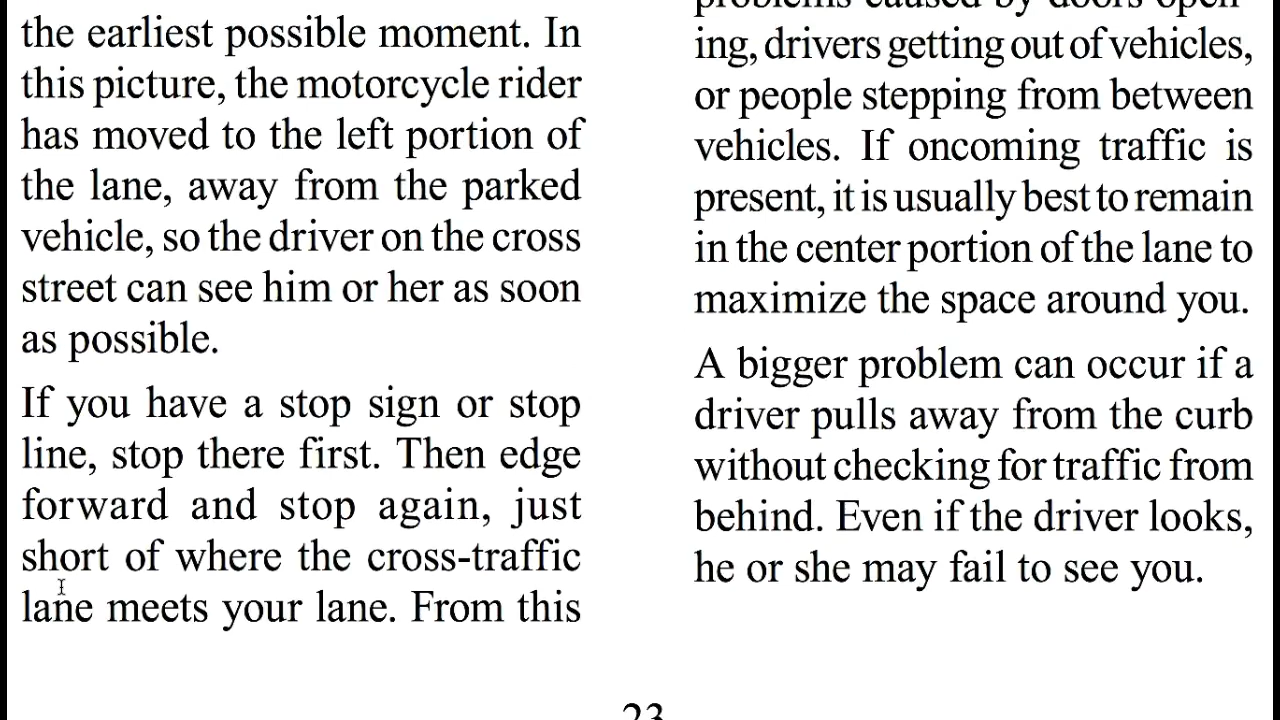 the earliest possible moment. In
this picture, the motorcycle rider
has moved to the left portion of
the lane, away from the parked
vehicle, so the driver on the cross
street can see him or her as soon
as possible.
If you have a stop sign or stop
line, stop there first. Then edge
forward and stop again, just
short of where the cross-traffic
lane meets your lane. From this
problems caused by doors open-
ing, drivers getting out of vehicles,
or people stepping from between
vehicles. If oncoming traffic is
present, it is usually best to remain
in the center portion of the lane to
maximize the space around you.
A bigger problem can occur if a
driver pulls away from the curb
without checking for traffic from
behind. Even if the driver looks,
he or she may fail to see you.
23